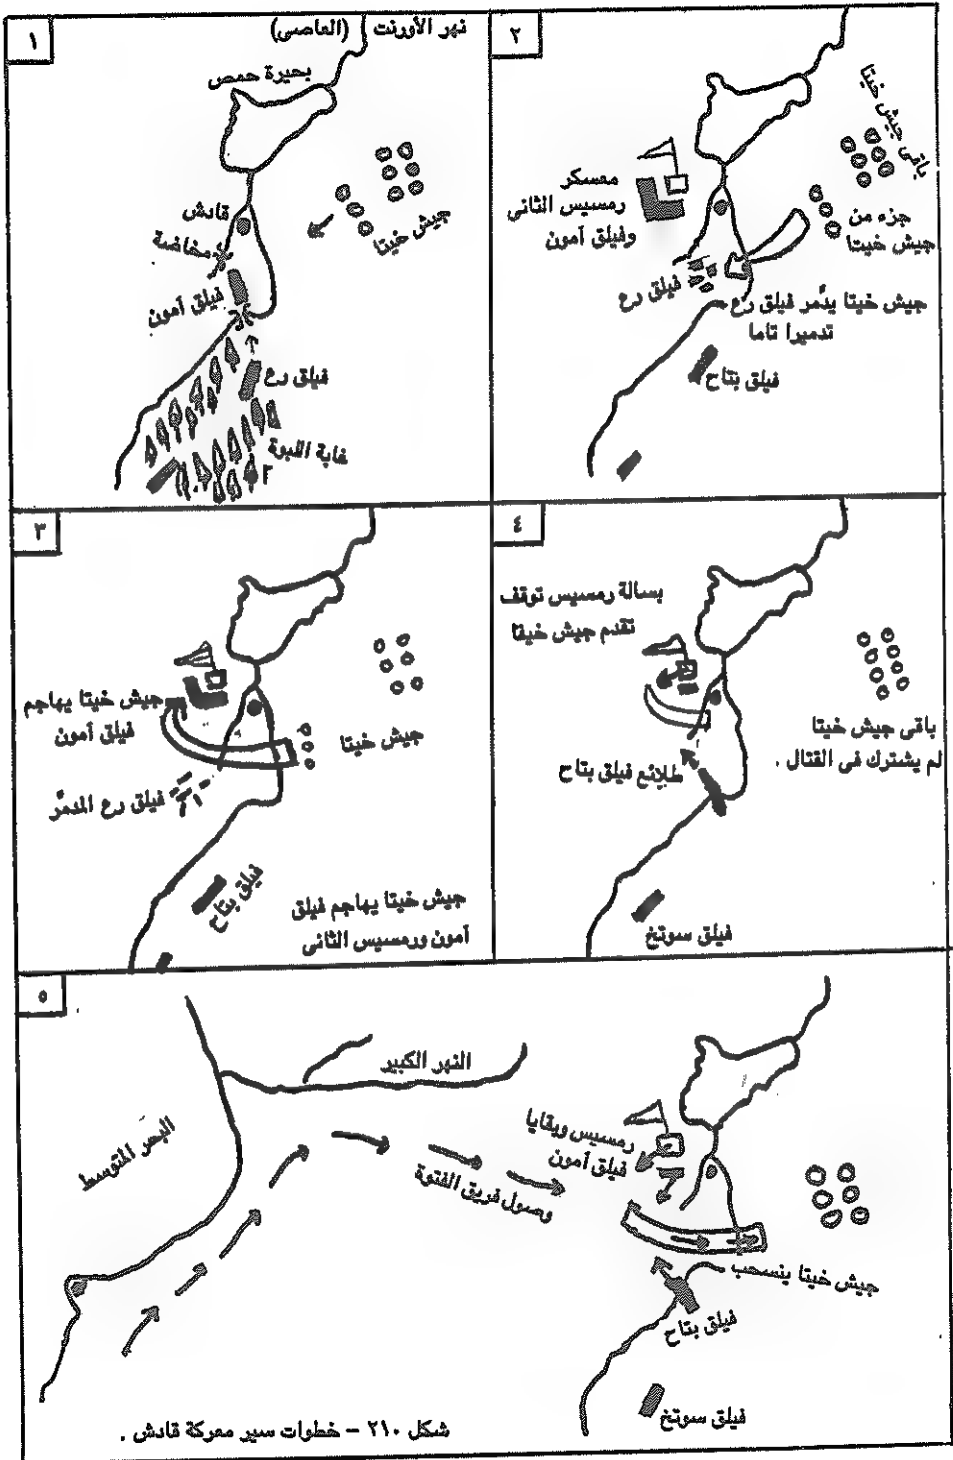 ١
نهر الأورنت (العاصى)
بحيرة حمص
قادش
مخاضة
جيش خيتا
فيلق آمون
فيلق رع
غابة اللبوة
٢
باقى جيش خيتا
معسكر
رمسيس الثانى
وفيلق آمون
جزء من
جيش خيتا
فيلق رع
جيش خيتا يدمَّر فيلق رع
تدميرا تاما
فيلق بتاح
٣
جيش خيتا يهاجم
فيلق آمون
جيش خيتا
فيلق رع المدمَّر
فيلق بتاح
جيش خيتا يهاجم فيلق
آمون ورمسيس الثانى
٤
بسالة رمسيس توقف
تقدم جيش خيتا
باقى جيش خيتا
لم يشترك فى القتال .
طلائع فيلق بتاح
فيلق سوتخ
٥
النهر الكبير
البحر المتوسط
رمسيس وبقايا
فيلق آمون
وصول فريق الفتوة
جيش خيتا ينسحب
فيلق بتاح
فيلق سوتخ
شكل ٢١٠ – خطوات سير معركة قادش .